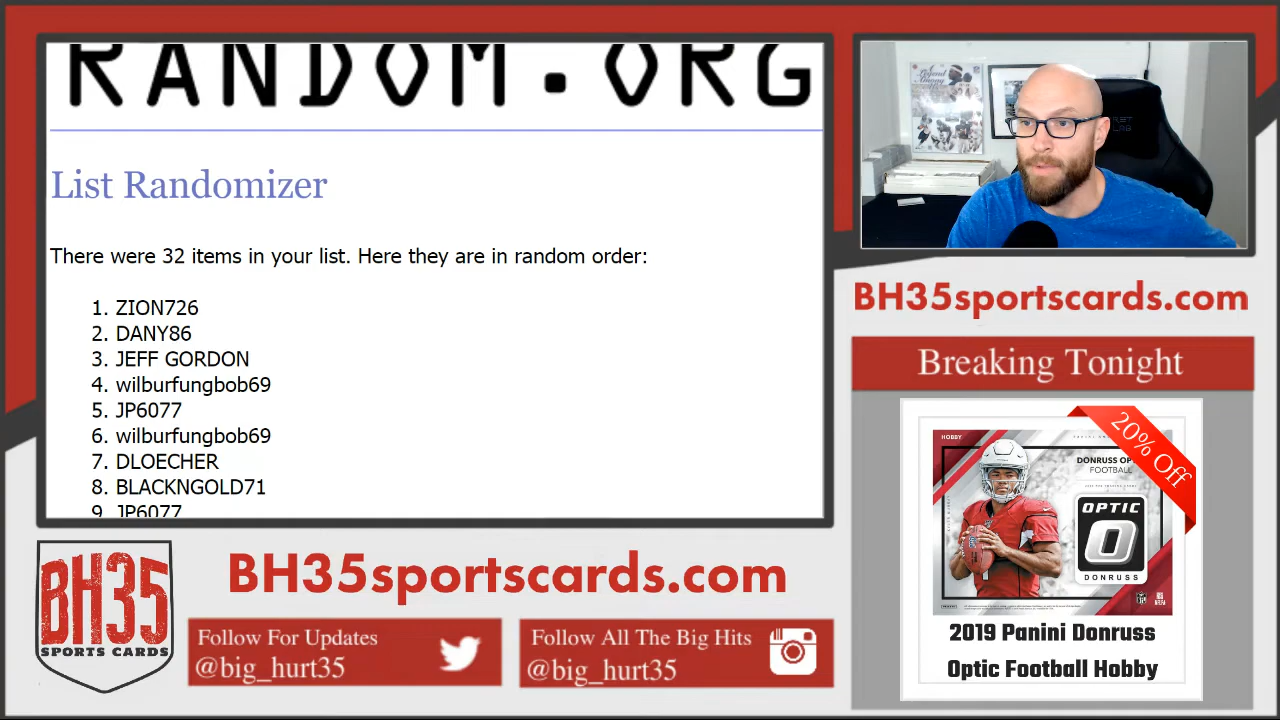 RANDOM.ORG
List Randomizer
There were 32 items in your list. Here they are in random order:
1. ZION726
2. DANY86
3. JEFF GORDON
4. wilburfungbob69
5. JP6077
6. wilburfungbob69
7. DLOECHER
8. BLACKNGOLD71
9. JP6077
BH35sportscards.com
Breaking Tonight
20% Off
HOBBY
DONRUSS OP
FOOTBALL
OPTIC
DONRUSS
2019 Panini Donruss
Optic Football Hobby
BH35
SPORTS CARDS
BH35sportscards.com
Follow For Updates
@big_hurt35
Follow All The Big Hits
@big_hurt35